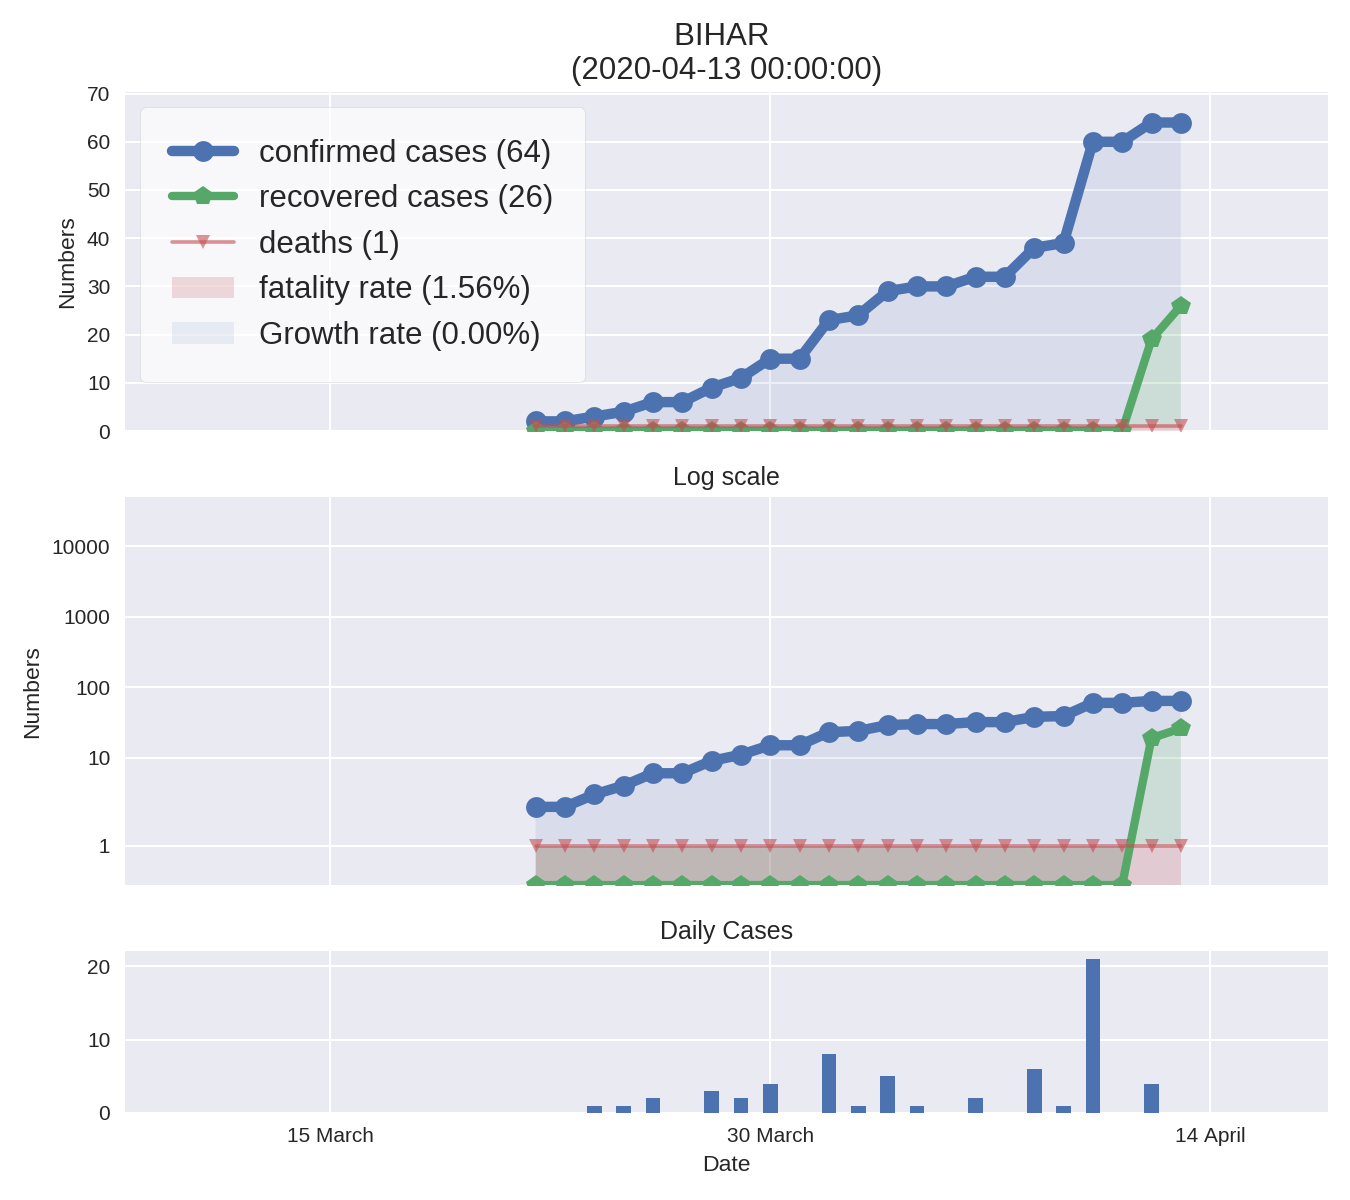 BIHAR
(2020-04-13 00:00:00)
70
60
50
40
30
20
10
0
Numbers
confirmed cases (64)
recovered cases (26)
deaths (1)
fatality rate (1.56%)
Growth rate (0.00%)
Log scale
10000
1000
100
10
1
Numbers
Daily Cases
20
10
0
15 March
30 March
14 April
Date